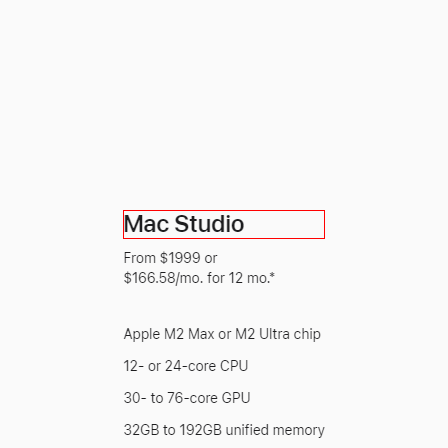 Mac Studio
From $1999 or
$166.58/mo. for 12 mo.*
Apple M2 Max or M2 Ultra chip
12- or 24-core CPU
30- to 76-core GPU
32GB to 192GB unified memory